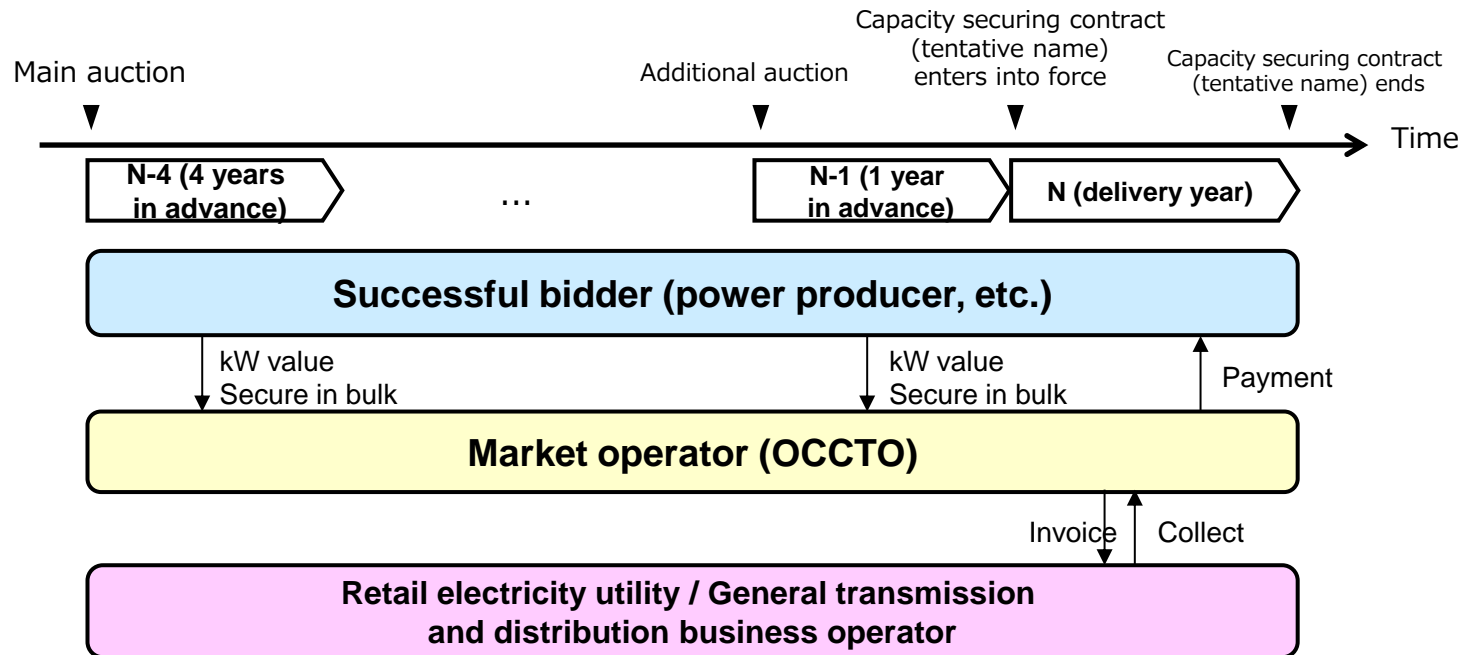 Main auction
Additional auction
Capacity securing contract
(tentative name)
enters into force
Capacity securing contract
(tentative name) ends
Time
N-4 (4 years
in advance)
...
N-1 (1 year
in advance)
N (delivery year)
Successful bidder (power producer, etc.)
kW value
Secure in bulk
kW value
Secure in bulk
Payment
Market operator (OCCTO)
Invoice
Collect
Retail electricity utility / General transmission
and distribution business operator